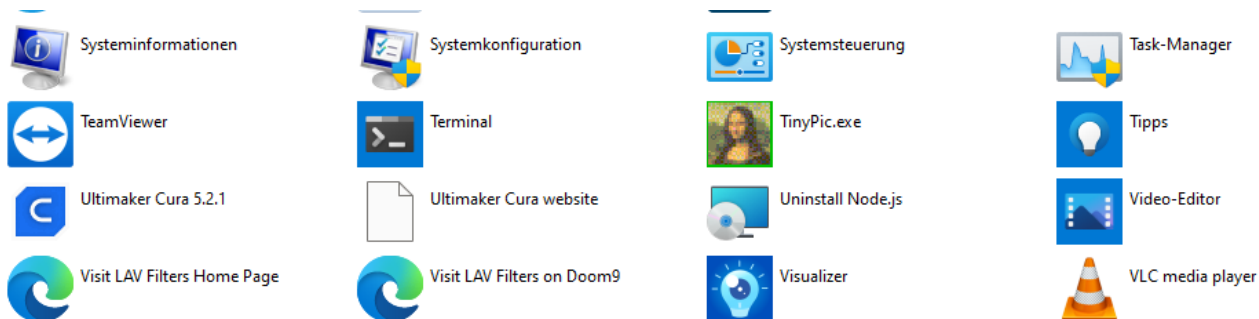 Systeminformationen
Systemkonfiguration
Systemsteuerung
Task-Manager
TeamViewer
Terminal
TinyPic.exe
Tipps
Ultimaker Cura 5.2.1
Ultimaker Cura website
Uninstall Node.js
Video-Editor
Visit LAV Filters Home Page
Visit LAV Filters on Doom9
Visualizer
VLC media player